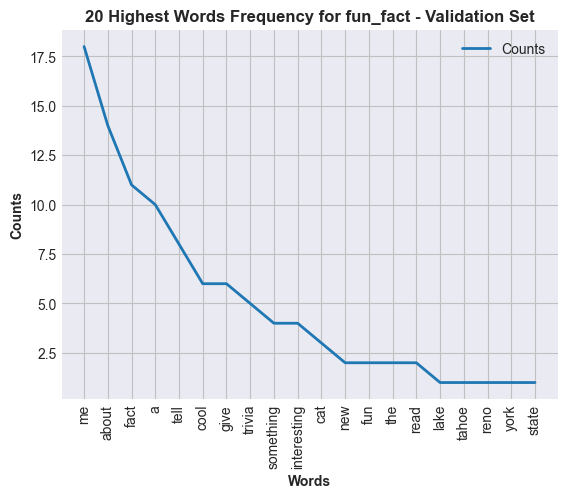 20 Highest Words Frequency for fun_fact - Validation Set
Counts
17.5
15.0
12.5
10.0
7.5
5.0
2.5
Counts
me
about
fact
a
tell
cool
give
trivia
something
interesting
cat
new
fun
the
read
lake
tahoe
reno
york
state
Words